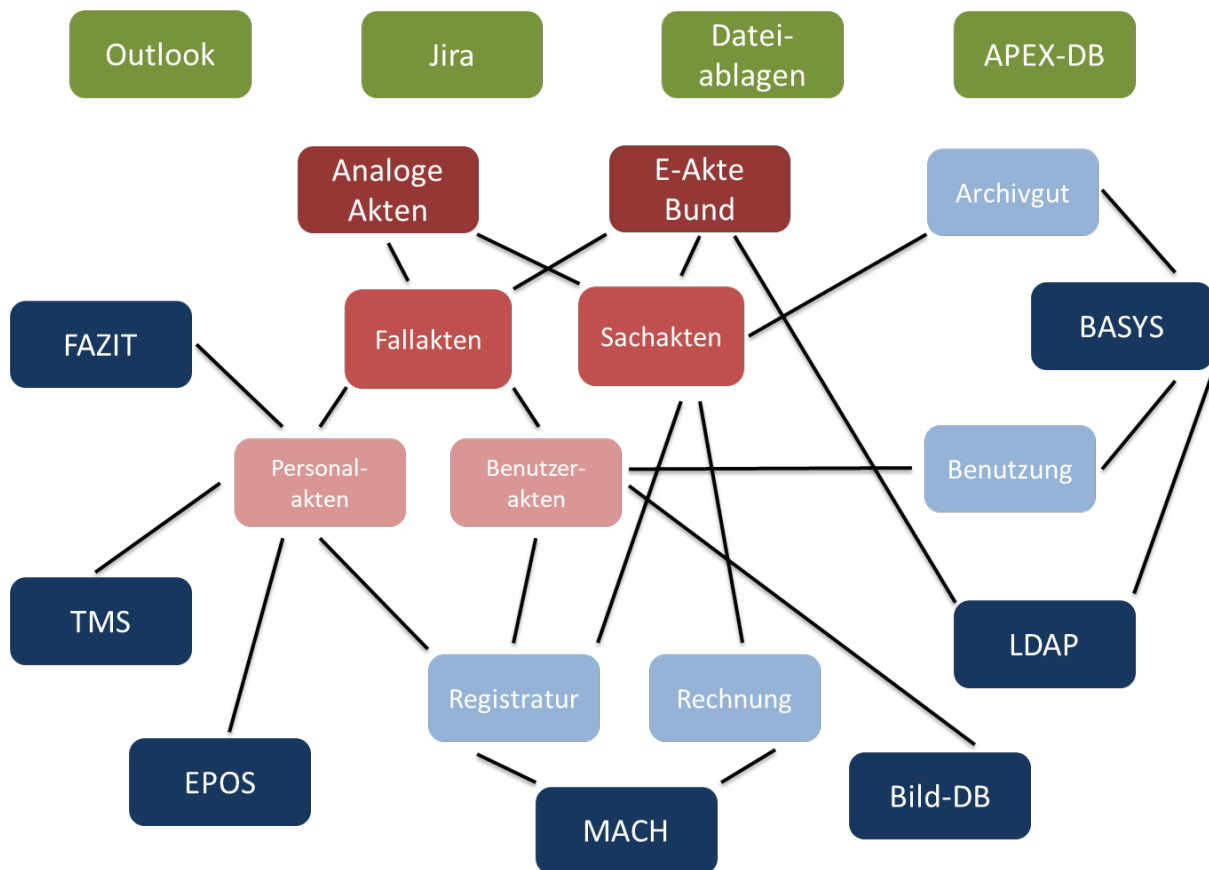 Outlook
Jira
Datei-
ablagen
APEX-DB
Analoge
Akten
E-Akte
Bund
Archivgut
FAZIT
Fallakten
Sachakten
BASYS
Personal-
akten
Benutzer-
akten
Benutzung
TMS
LDAP
Registratur
Rechnung
EPOS
MACH
Bild-DB